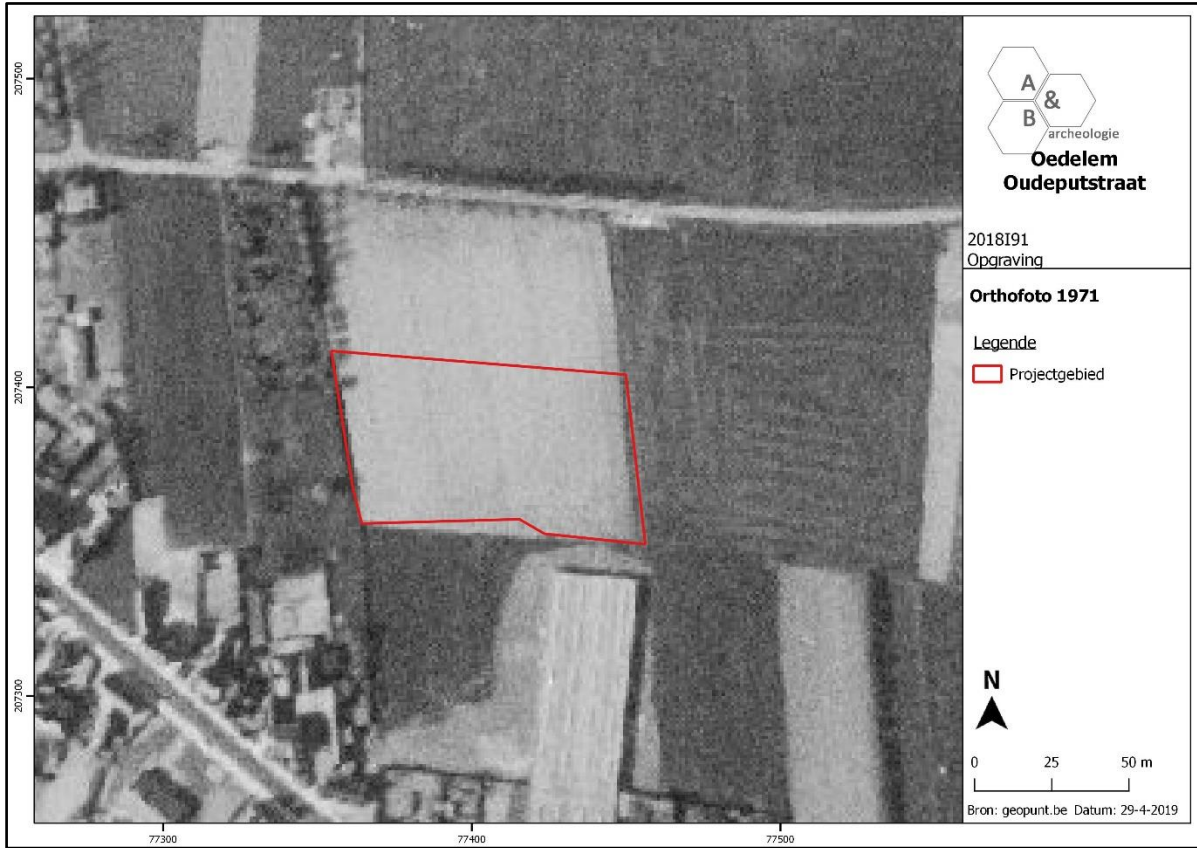 207500
207400
207300
77300
77400
77500
A
&
B
archeologie
Oedelem
Oudeputstraat
2018I91
Opgraving
Orthofoto 1971
Legende
Projectgebied
N
0 25 50 m
Bron: geopunt.be Datum: 29-4-2019